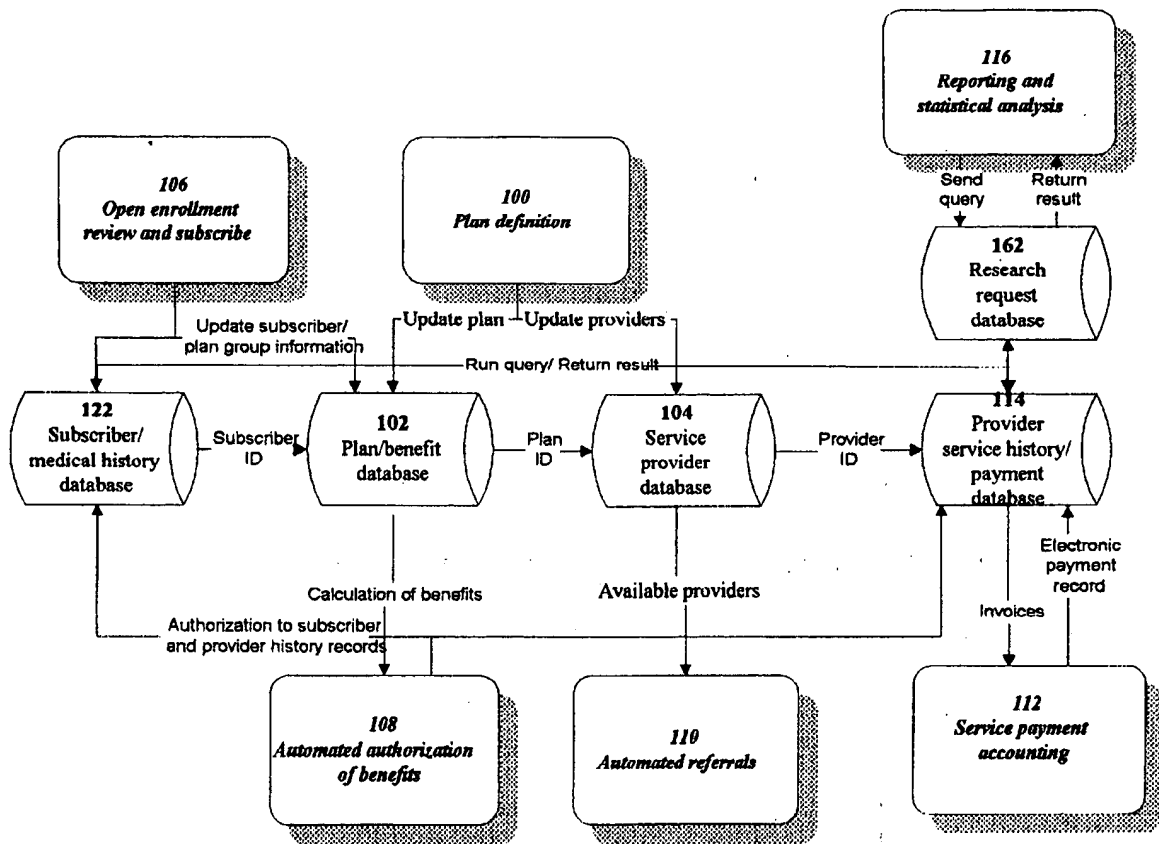 116
Reporting and
statistical analysis
106
Open enrollment
review and subscribe
100
Plan definition
Send
query
Return
result
162
Research
request
database
Update subscriber/
plan group information
Update plan
Update providers
Run query/ Return result
122
Subscriber/
medical history
database
Subscriber
ID
102
Plan/benefit
database
Plan
ID
104
Service
provider
database
Provider
ID
114
Provider
service history/
payment
database
Calculation of benefits
Available providers
Electronic
payment
record
Invoices
Authorization to subscriber
and provider history records
108
Automated authorization
of benefits
110
Automated referrals
112
Service payment
accounting